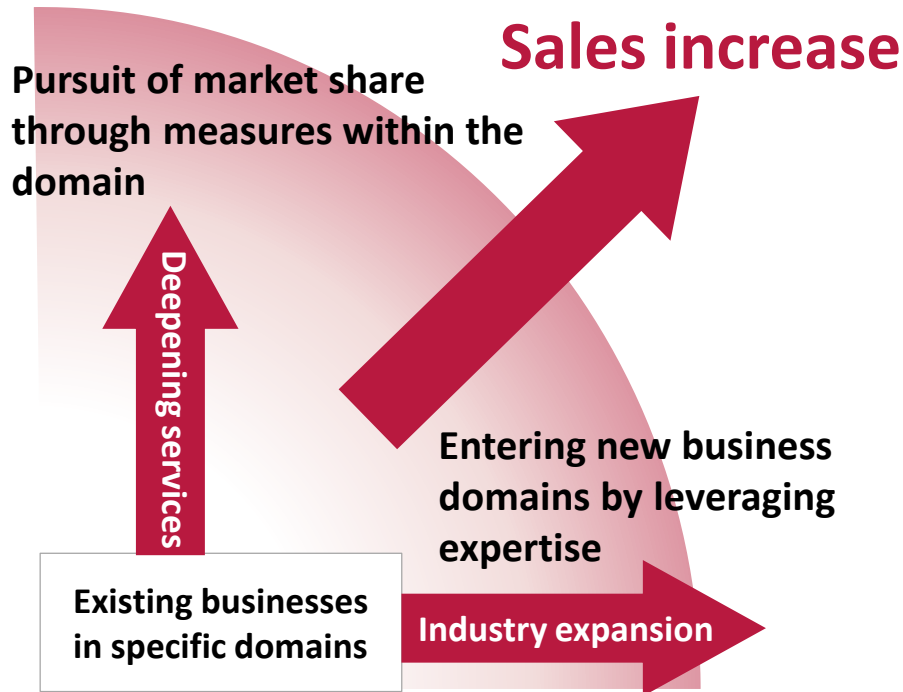 Sales increase
Pursuit of market share
through measures within the
domain
Deepening services
Entering new business
domains by leveraging
expertise
Existing businesses
in specific domains
Industry expansion